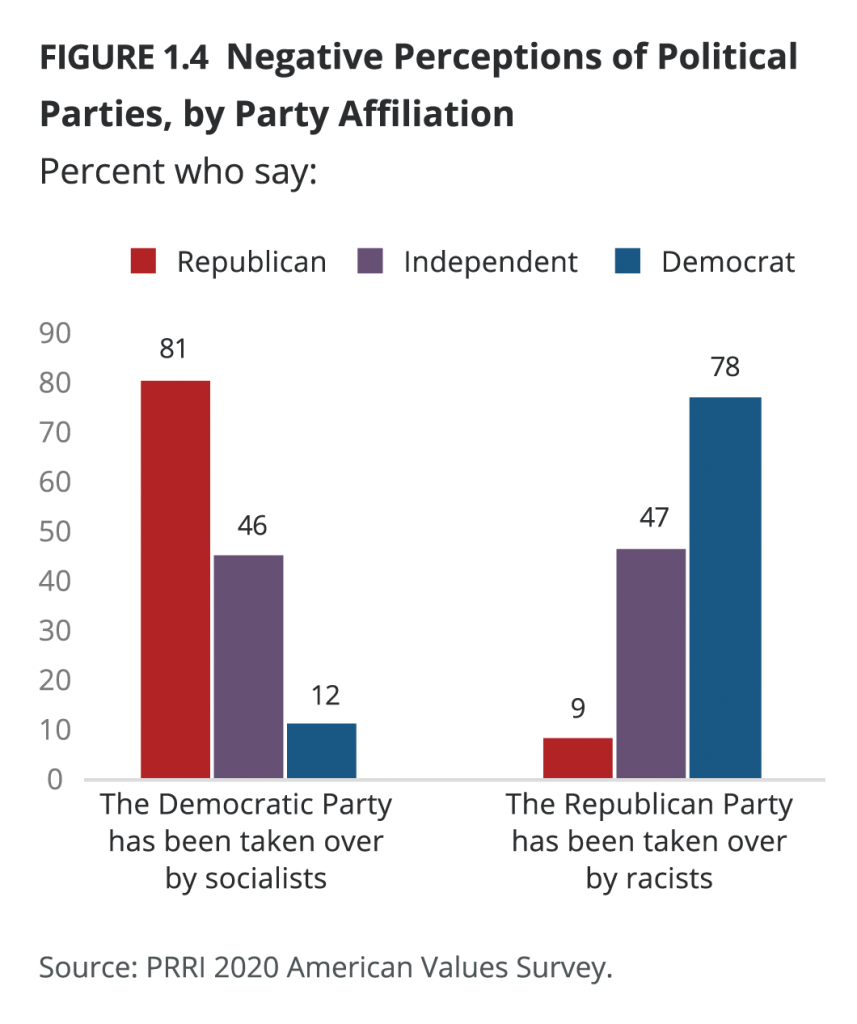 FIGURE 1.4 Negative Perceptions of Political
Parties, by Party Affiliation
Percent who say:
Republican Independent Democrat
90
80
70
60
50
40
30
20
10
0
81
46
12
9
47
78
The Democratic Party
has been taken over
by socialists
The Republican Party
has been taken over
by racists
Source: PRRI 2020 American Values Survey.